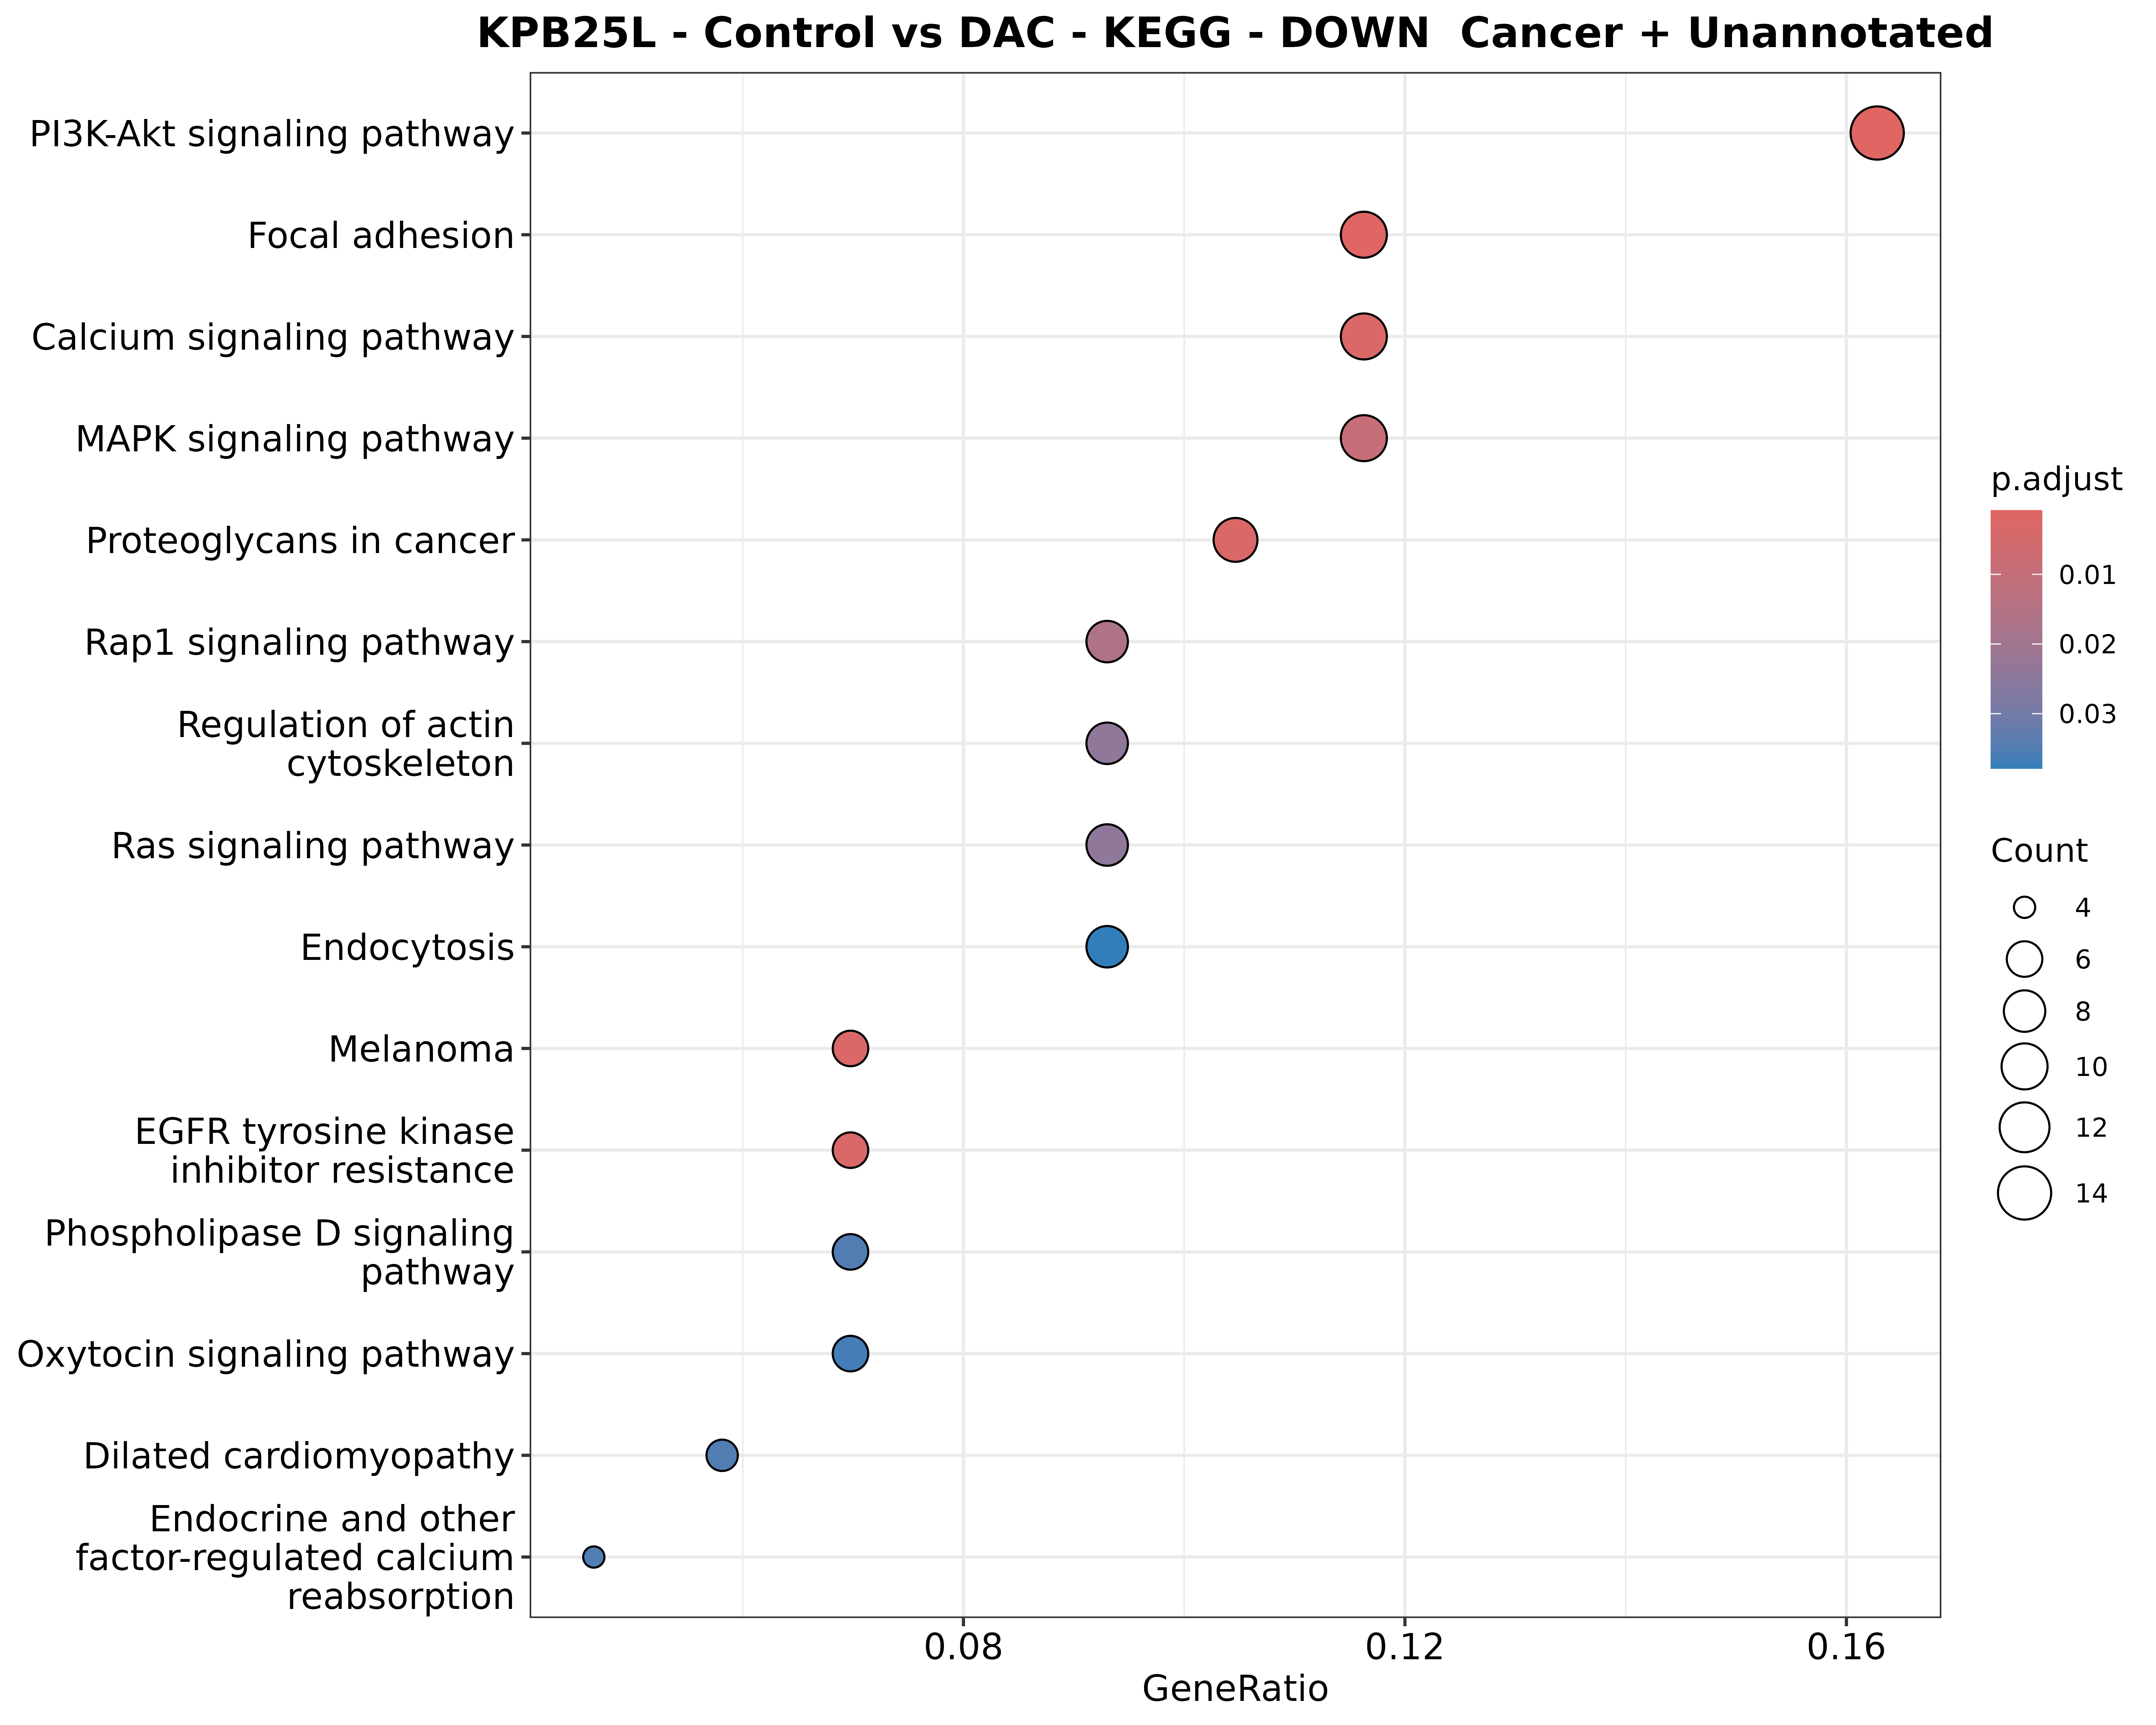 KPB25L - Control vs DAC - KEGG - DOWN  Cancer + Unannotated
PI3K-Akt signaling pathway
Focal adhesion
Calcium signaling pathway
MAPK signaling pathway
Proteoglycans in cancer
Rap1 signaling pathway
Regulation of actin
cytoskeleton
Ras signaling pathway
Endocytosis
Melanoma
EGFR tyrosine kinase
inhibitor resistance
Phospholipase D signaling
pathway
Oxytocin signaling pathway
Dilated cardiomyopathy
Endocrine and other
factor-regulated calcium
reabsorption
0.08
0.12
0.16
GeneRatio
p.adjust
0.01
0.02
0.03
Count
4
6
8
10
12
14